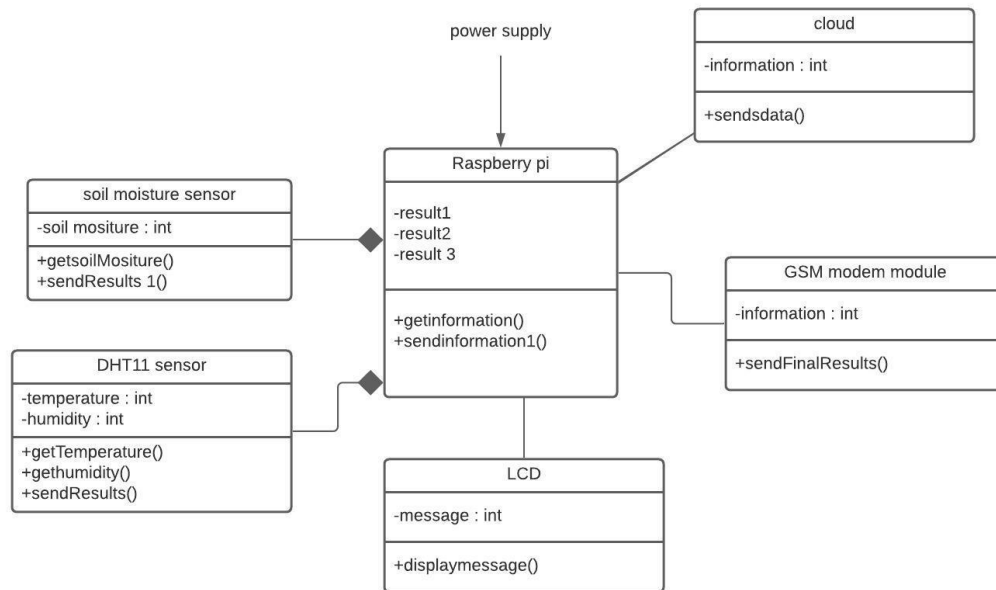 power supply
cloud
-information : int
+sendsdata()
Raspberry pi
-result1
-result2
-result 3
+getinformation()
+sendinformation1()
soil moisture sensor
-soil mositure : int
+getsoilMositure()
+sendResults 1()
GSM modem module
-information : int
+sendFinalResults()
DHT11 sensor
-temperature : int
-humidity : int
+getTemperature()
+gethumidity()
+sendResults()
LCD
-message : int
+displaymessage()